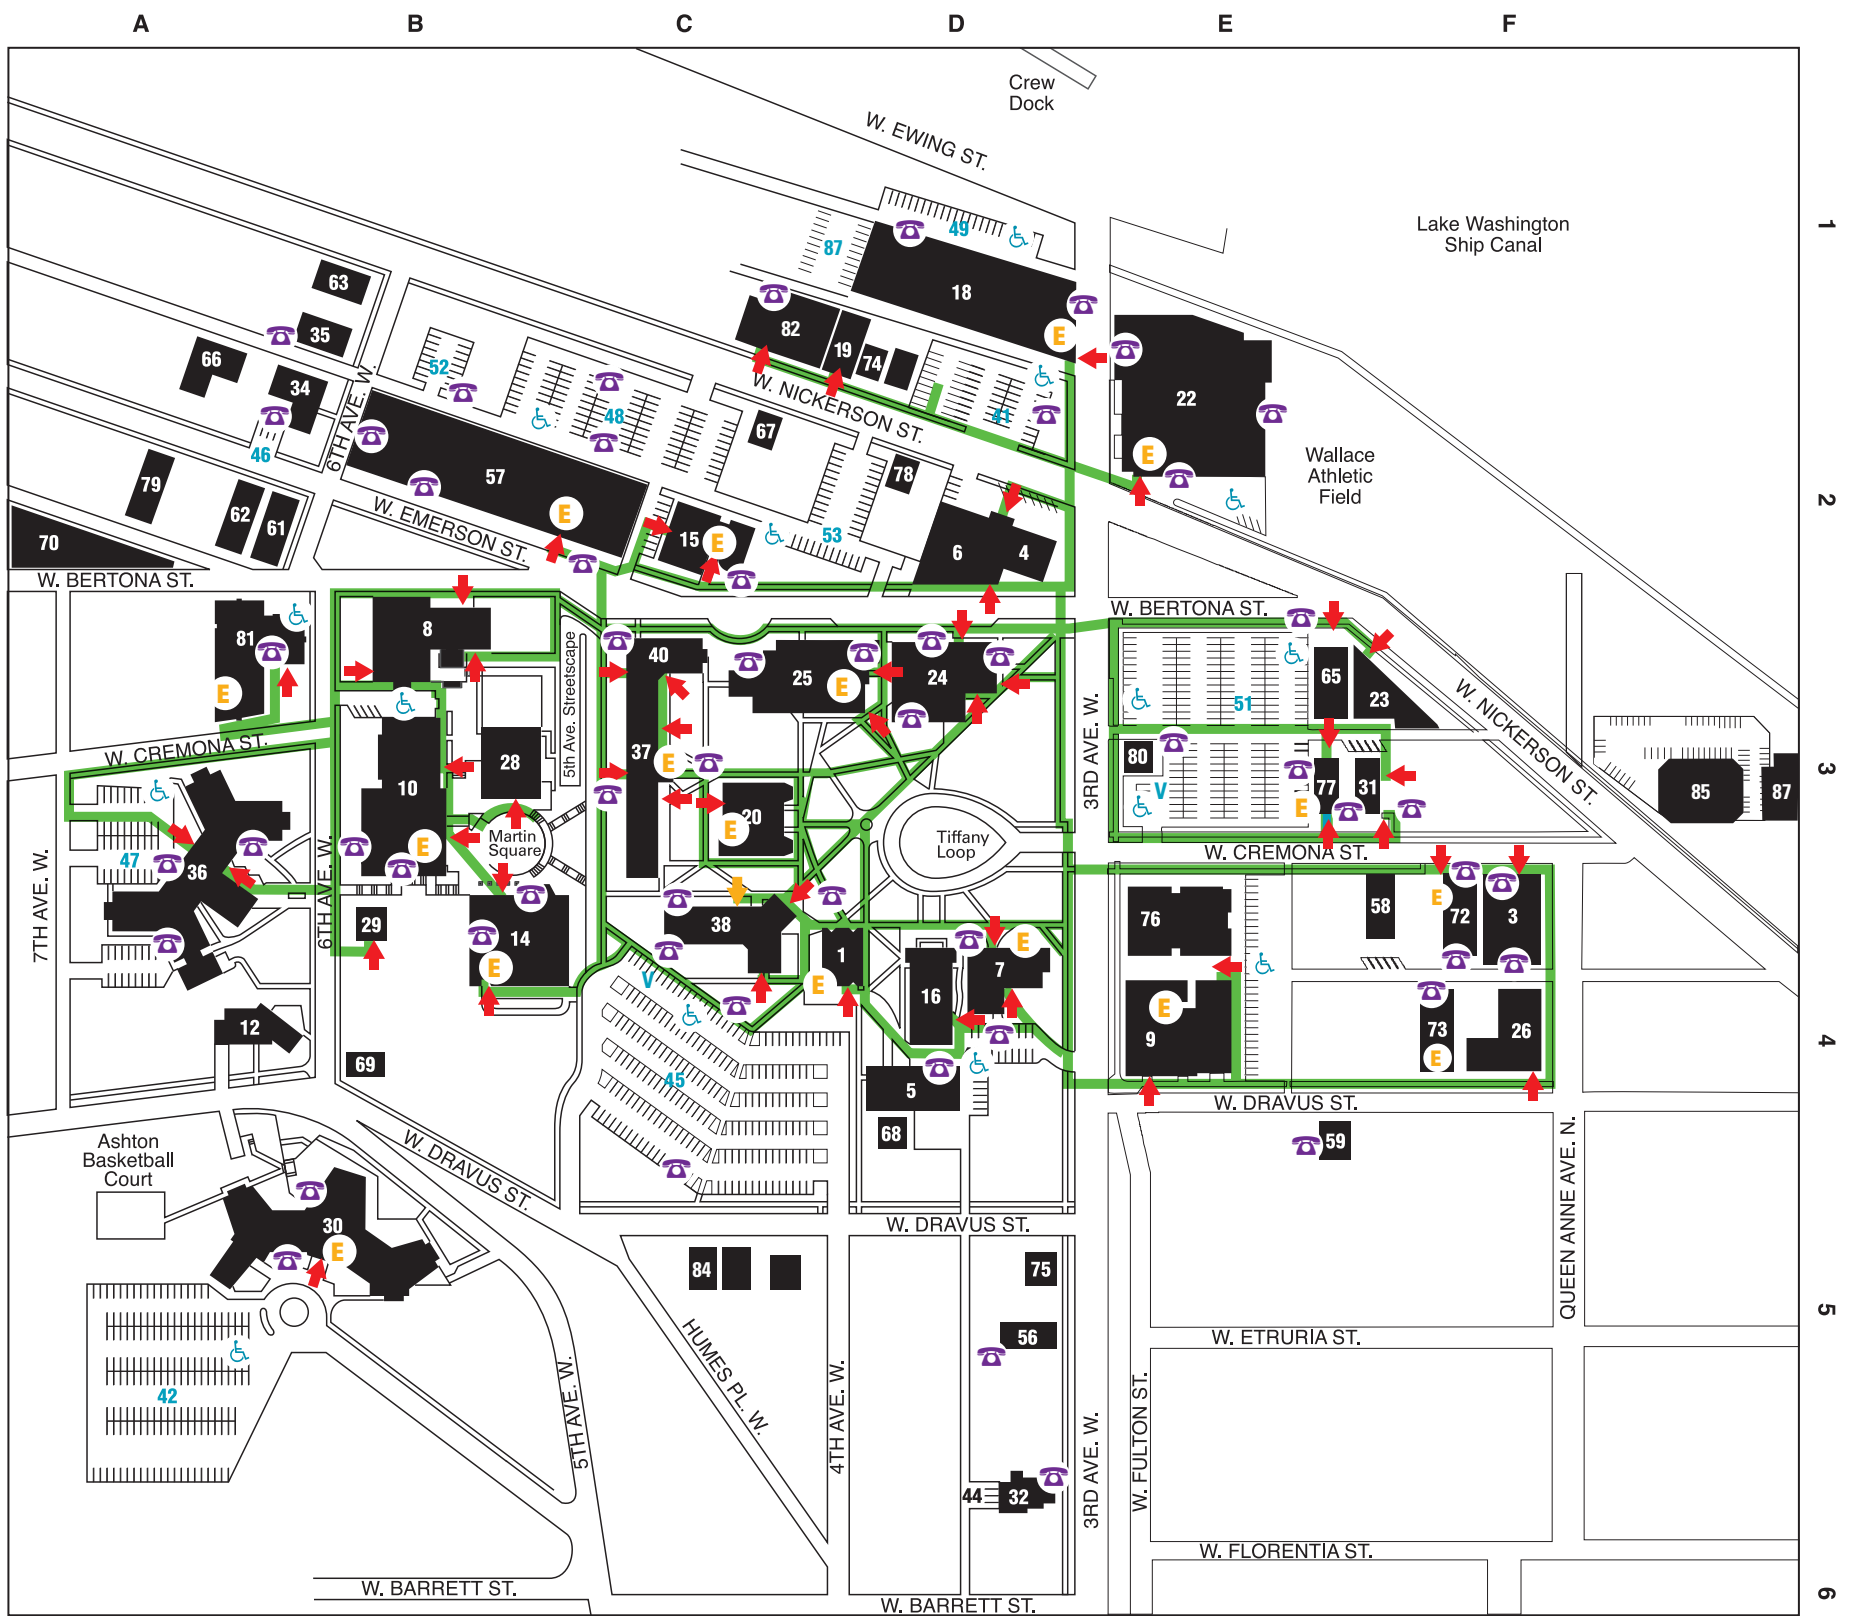 A B C D E F
Crew
Dock
W. EWING ST.
1
Lake Washington
Ship Canal
49
87
18
63
82
35
19
E
66
74
52
34
6TH AVE. W.
W. NICKERSON ST.
22
48
41
67
46
E
Wallace
Athletic
Field
57
78
79
2
62
61
E
W. EMERSON ST.
70
15
E
53
6
4
W. BERTONA ST.
W. BERTONA ST.
8
81
40
25
24
65
23
5th Ave. Streetscape
E
E
3RD AVE. W.
51
W. NICKERSON ST.
W. CREMONA ST.
28
37
E
80
3
10
77
31
85
87
V
E
20
E
Martin
Square
E
Tiffany
Loop
W. CREMONA ST.
47
36
7TH AVE. W.
6TH AVE. W.
E
58
72
3
76
29
14
38
1
E
7
E
V
E
16
E
9
12
73
26
4
E
69
45
5
W. DRAVUS ST.
68
59
Ashton
Basketball
Court
W. DRAVUS ST.
QUEEN ANNE AVE. N.
30
E
W. DRAVUS ST.
84
75
5
56
W. ETRURIA ST.
HUMES PL. W.
42
5TH AVE. W.
4TH AVE. W.
3RD AVE. W.
W. FULTON ST.
44
32
W. FLORENTIA ST.
W. BARRETT ST.
W. BARRETT ST.
6